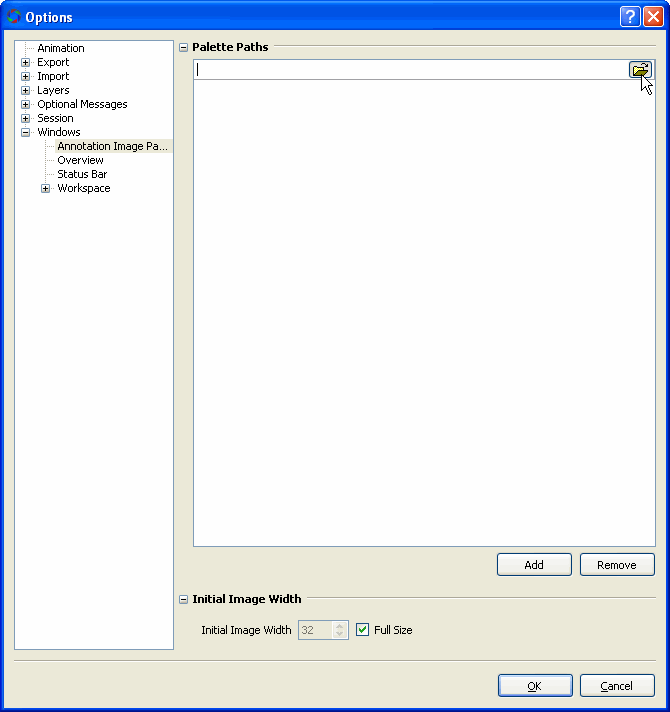 Options
Animation
Export
Import
Layers
Optional Messages
Session
Windows
Annotation Image Pa...
Overview
Status Bar
Workspace
Palette Paths
Add
Remove
Initial Image Width
Initial Image Width 32 Full Size
OK
Cancel